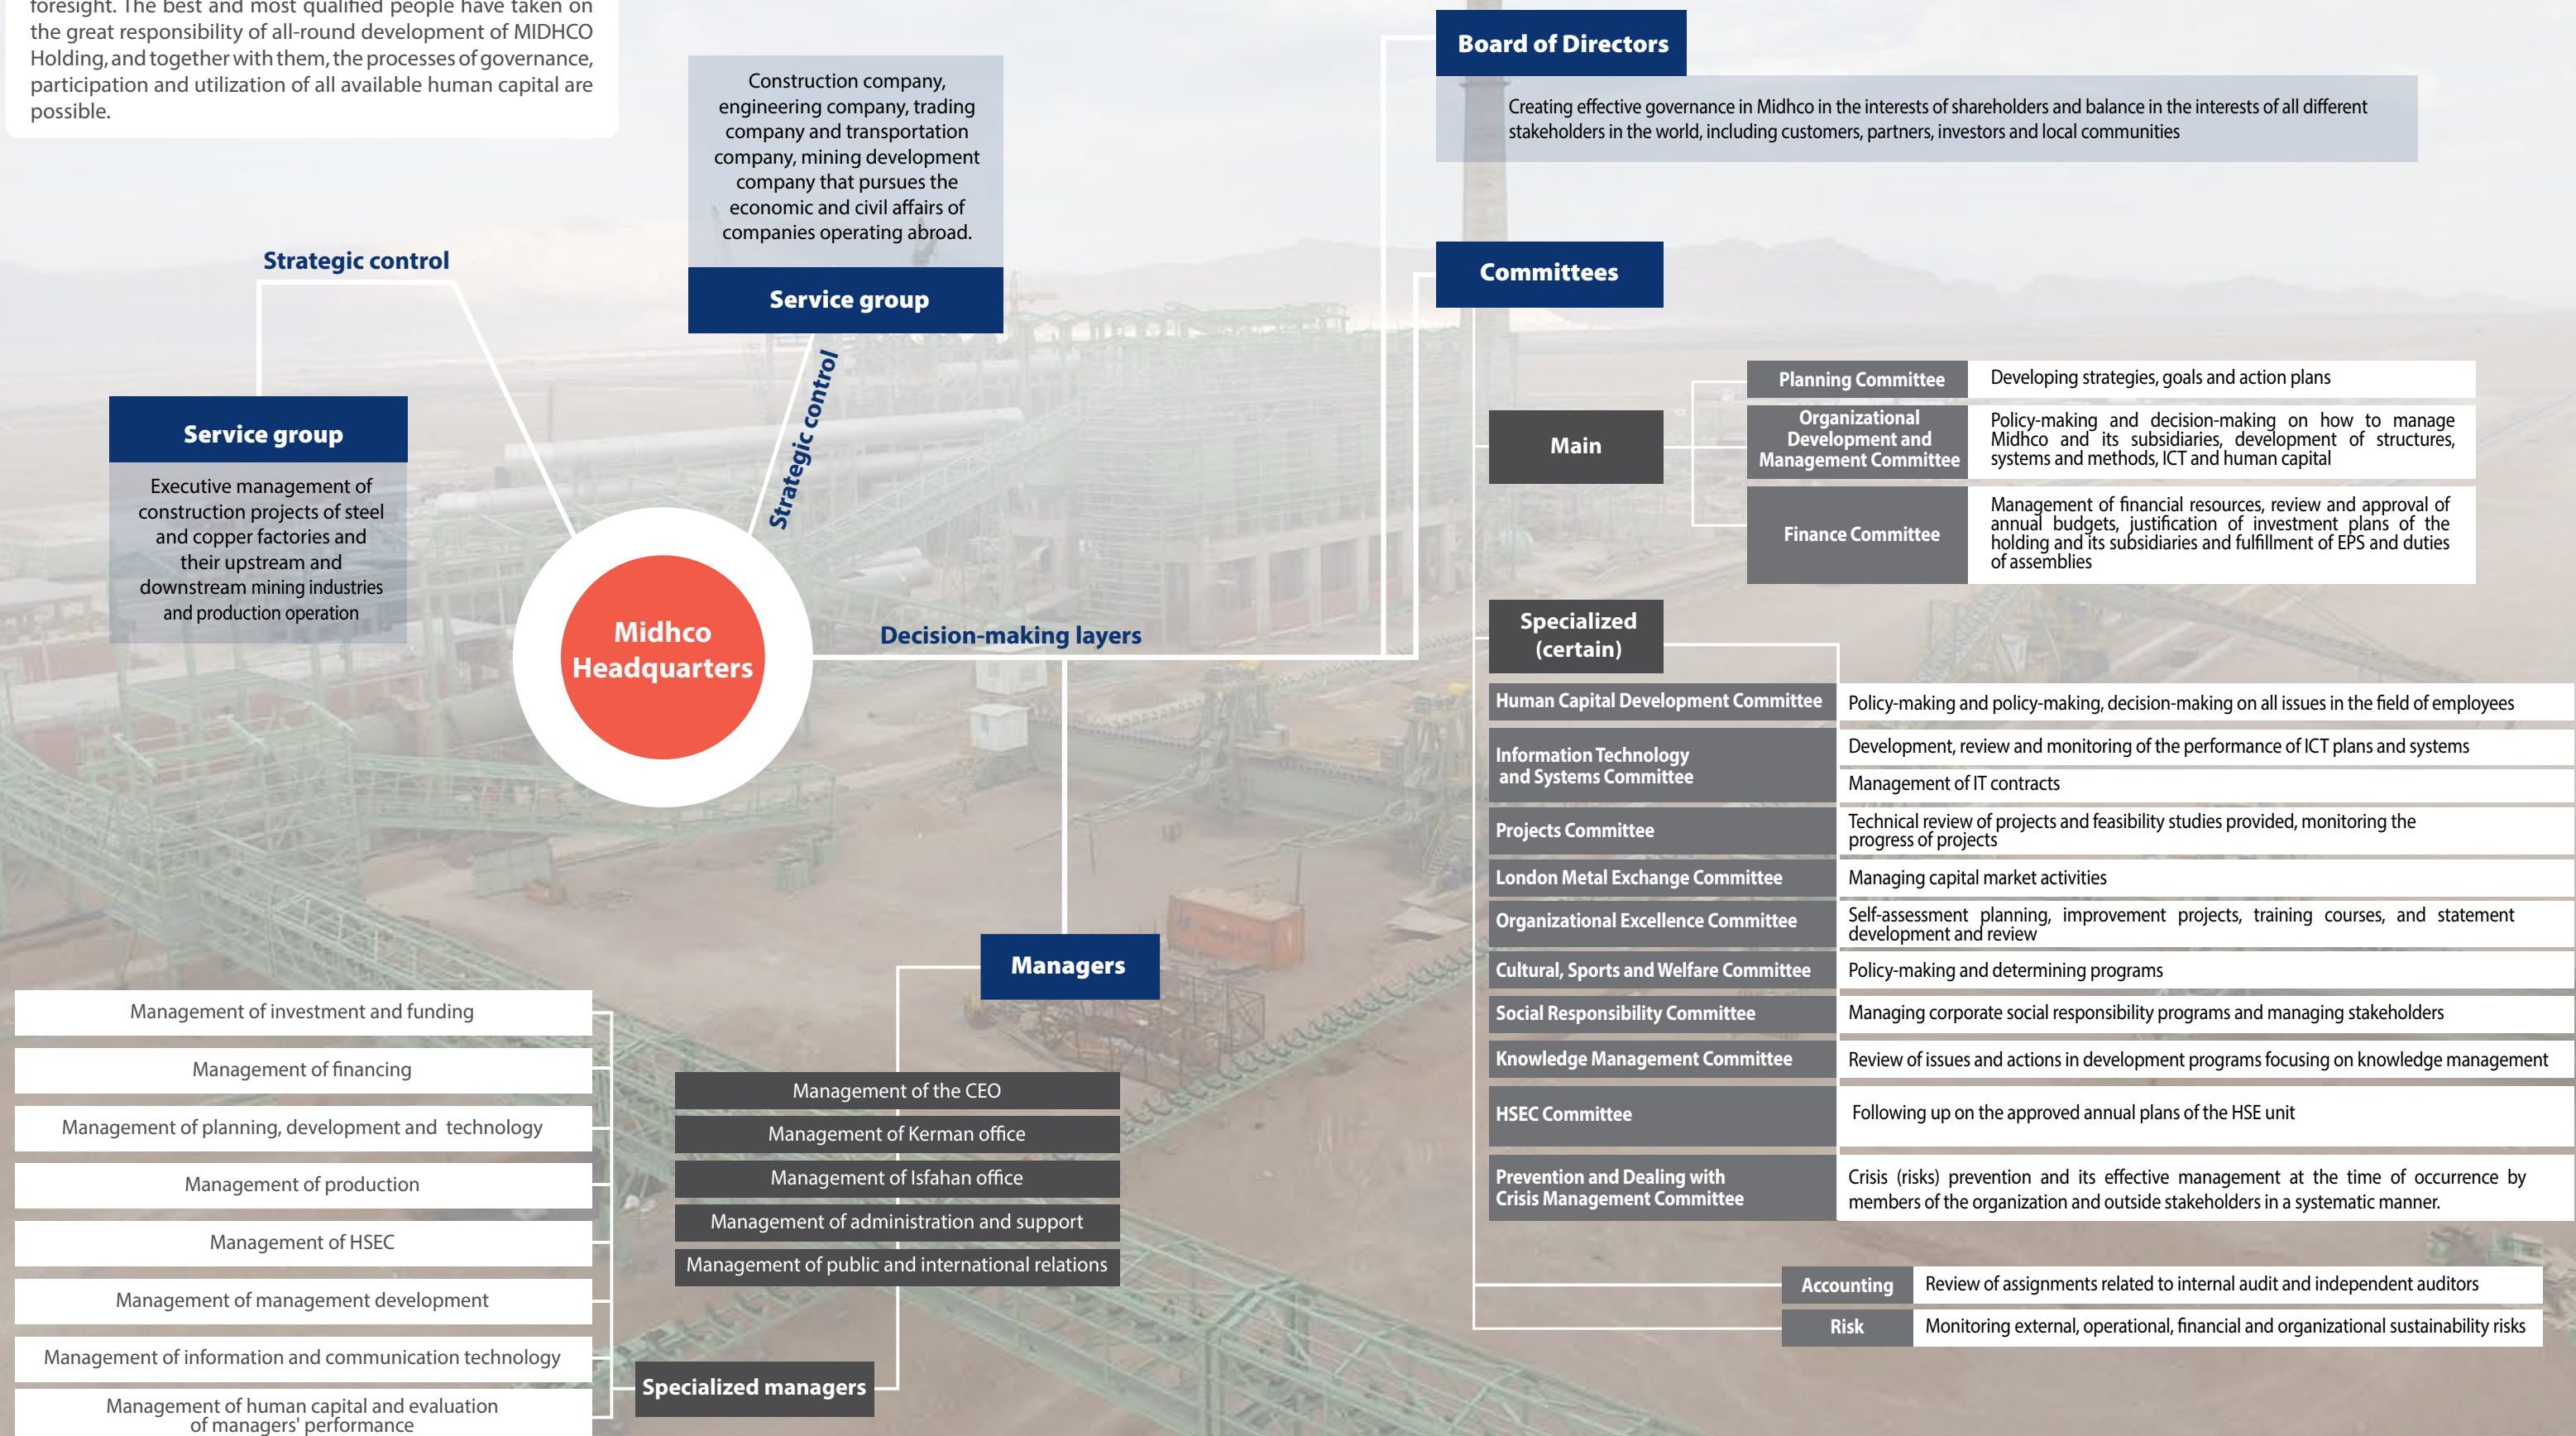 foresight. The best and most qualified people have taken on
the great responsibility of all-round development of MIDHCO
Holding, and together with them, the processes of governance,
participation and utilization of all available human capital are
possible.
Construction company,
engineering company, trading
company and transportation
company, mining development
company that pursues the
economic and civil affairs of
companies operating abroad.
Service group
Strategic control
Service group
Executive management of
construction projects of steel
and copper factories and
their upstream and
downstream mining industries
and production operation
Strategic control
Midhco
Headquarters
Decision-making layers
Board of Directors
Creating effective governance in Midhco in the interests of shareholders and balance in the interests of all different
stakeholders in the world, including customers, partners, investors and local communities
Committees
Main
Planning Committee
Developing strategies, goals and action plans
Organizational
Development and
Management Committee
Policy-making and decision-making on how to manage
Midhco and its subsidiaries, development of structures,
systems and methods, ICT and human capital
Finance Committee
Management of financial resources, review and approval of
annual budgets, justification of investment plans of the
holding and its subsidiaries and fulfillment of EPS and duties
of assemblies
Specialized
(certain)
Human Capital Development Committee
Policy-making and policy-making, decision-making on all issues in the field of employees
Information Technology
and Systems Committee
Development, review and monitoring of the performance of ICT plans and systems
Management of IT contracts
Projects Committee
Technical review of projects and feasibility studies provided, monitoring the
progress of projects
London Metal Exchange Committee
Managing capital market activities
Organizational Excellence Committee
Self-assessment planning, improvement projects, training courses, and statement
development and review
Cultural, Sports and Welfare Committee
Policy-making and determining programs
Social Responsibility Committee
Managing corporate social responsibility programs and managing stakeholders
Knowledge Management Committee
Review of issues and actions in development programs focusing on knowledge management
HSEC Committee
Following up on the approved annual plans of the HSE unit
Prevention and Dealing with
Crisis Management Committee
Crisis (risks) prevention and its effective management at the time of occurrence by
members of the organization and outside stakeholders in a systematic manner.
Accounting
Review of assignments related to internal audit and independent auditors
Risk
Monitoring external, operational, financial and organizational sustainability risks
Managers
Management of the CEO
Management of Kerman office
Management of Isfahan office
Management of administration and support
Management of public and international relations
Specialized managers
Management of investment and funding
Management of financing
Management of planning, development and technology
Management of production
Management of HSEC
Management of management development
Management of information and communication technology
Management of human capital and evaluation
of managers' performance